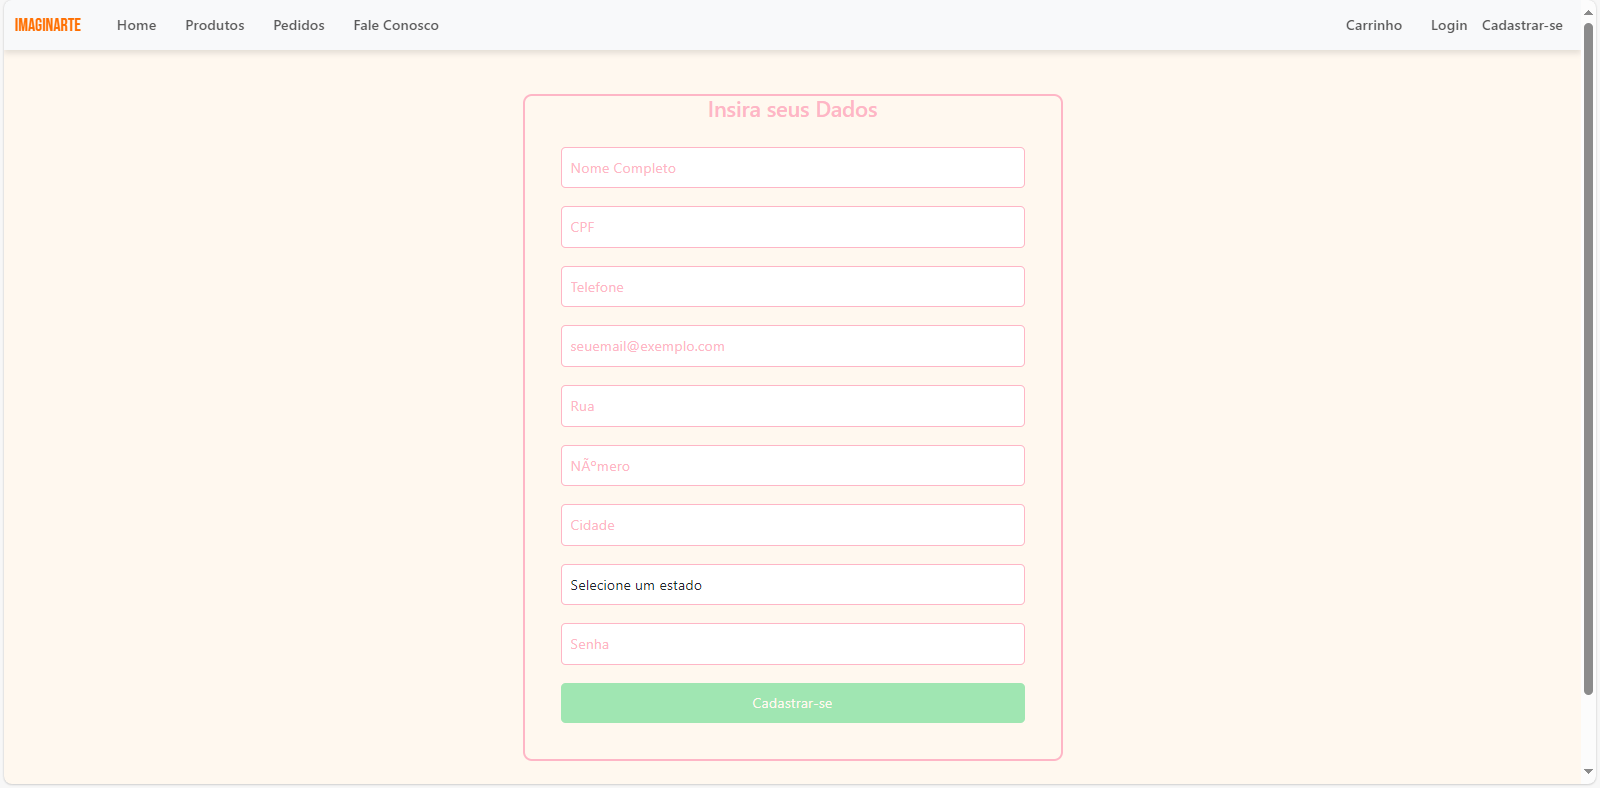 IMAGINARTE Home Produtos Pedidos Fale Conosco Carrinho Login Cadastrar-se
Insira seus Dados
Nome Completo
CPF
Telefone
seuemail@exemplo.com
Rua
NÃºmero
Cidade
Selecione um estado
Senha
Cadastrar-se